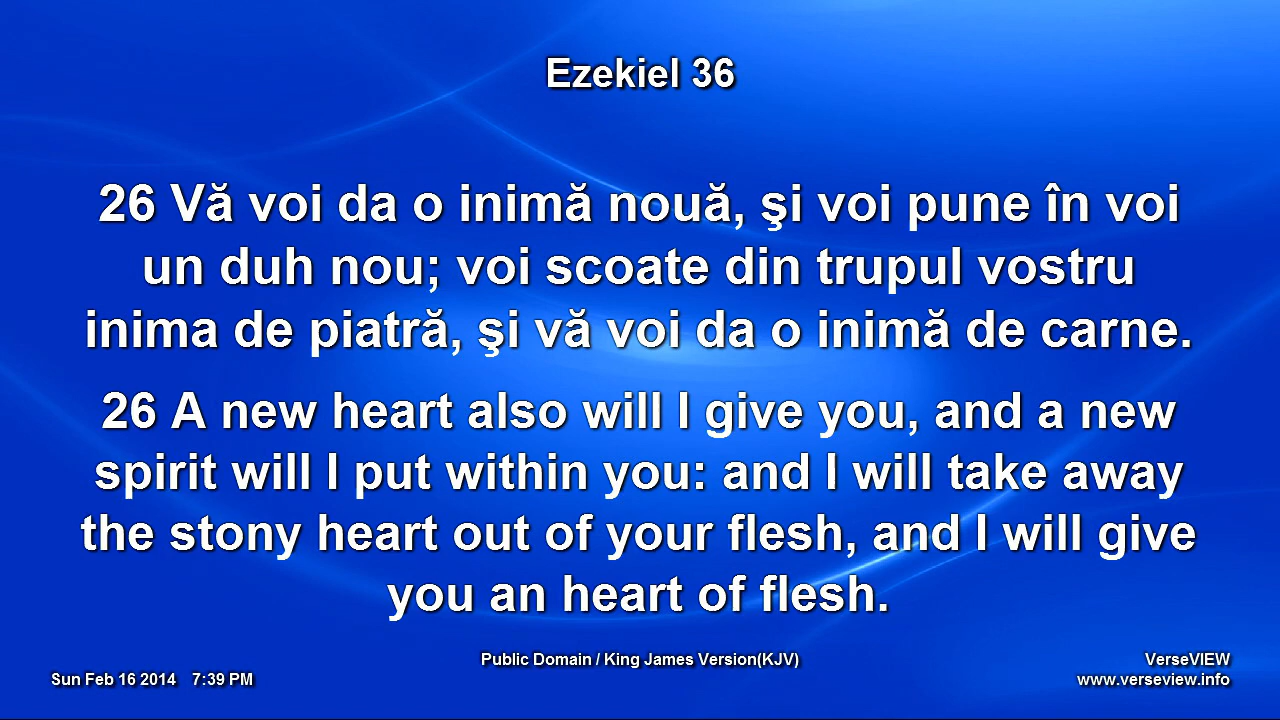 Ezekiel 36
26 Vă voi da o inimă nouă, şi voi pune în voi
un duh nou; voi scoate din trupul vostru
inima de piatră, şi vă voi da o inimă de carne.
26 A new heart also will I give you, and a new
spirit will I put within you: and I will take away
the stony heart out of your flesh, and I will give
you an heart of flesh.
Public Domain / King James Version(KJV)
VerseVIEW
Sun Feb 16 2014 7:39 PM
www.verseview.info